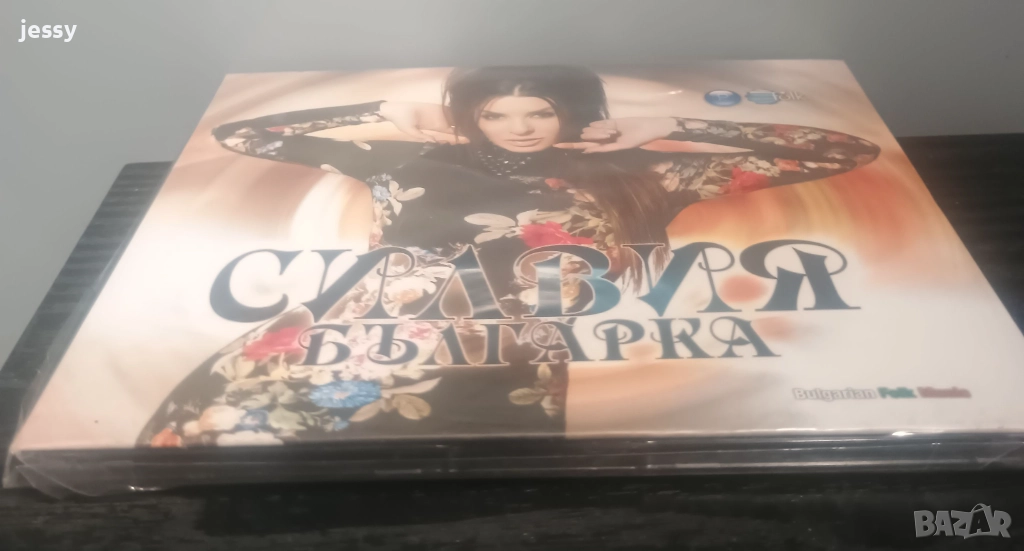 jessy
СИЛВИЯ
БЪЛГАРКА
Bulgarian Folk Music
BAZAR